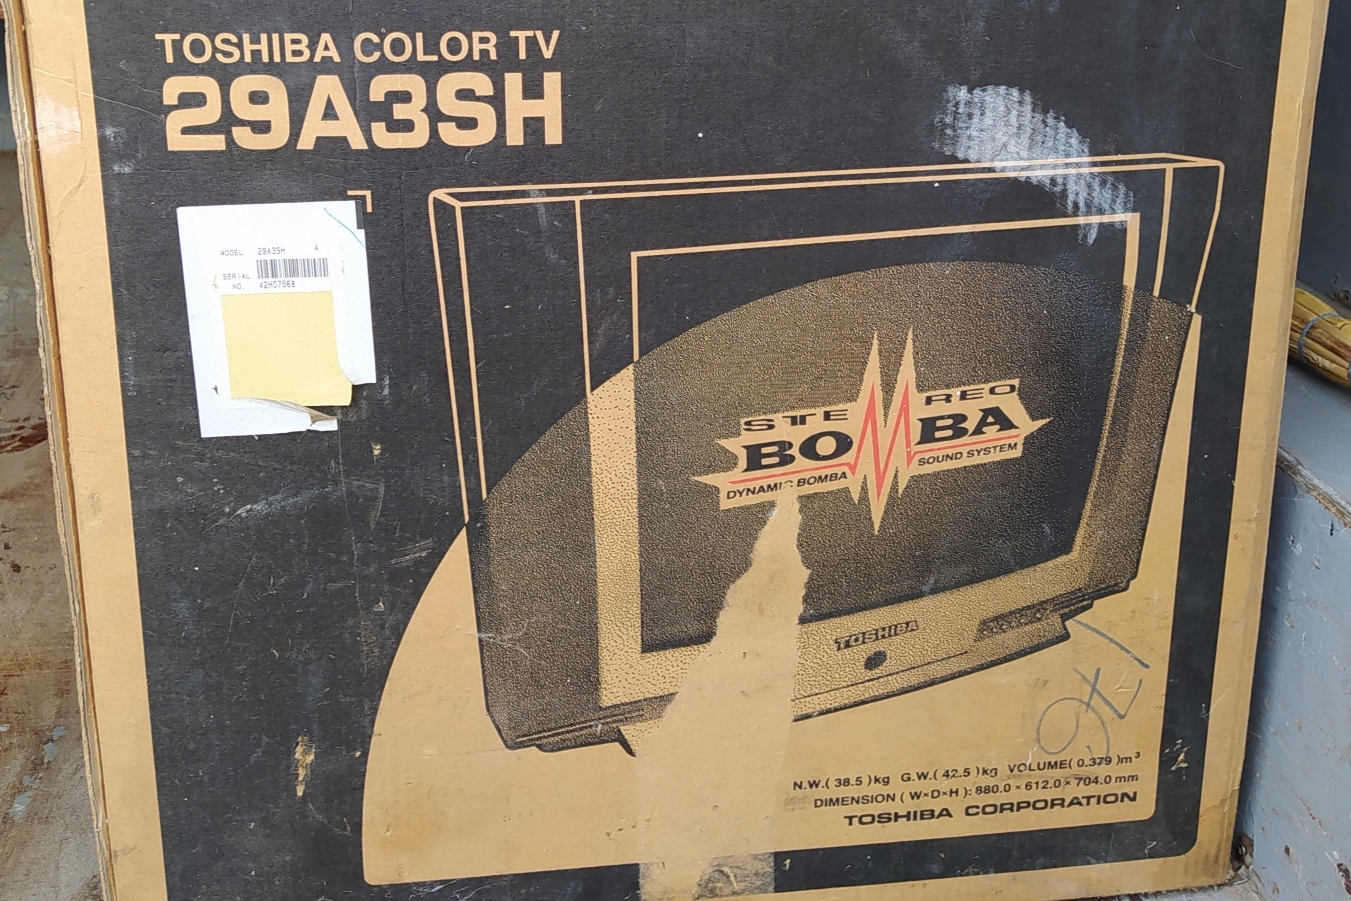 TOSHIBA COLOR TV
29A3SH
MODEL 29A3SH A
SERIAL
NO. 42H07568
STEREO
BOMBA
DYNAMIC BOMBA SOUND SYSTEM
TOSHIBA
N.W.( 38.5 )kg G.W.( 42.5 )kg VOLUME( 0.379 )m³
DIMENSION ( W×D×H ): 880.0 × 612.0 × 704.0 mm
TOSHIBA CORPORATION